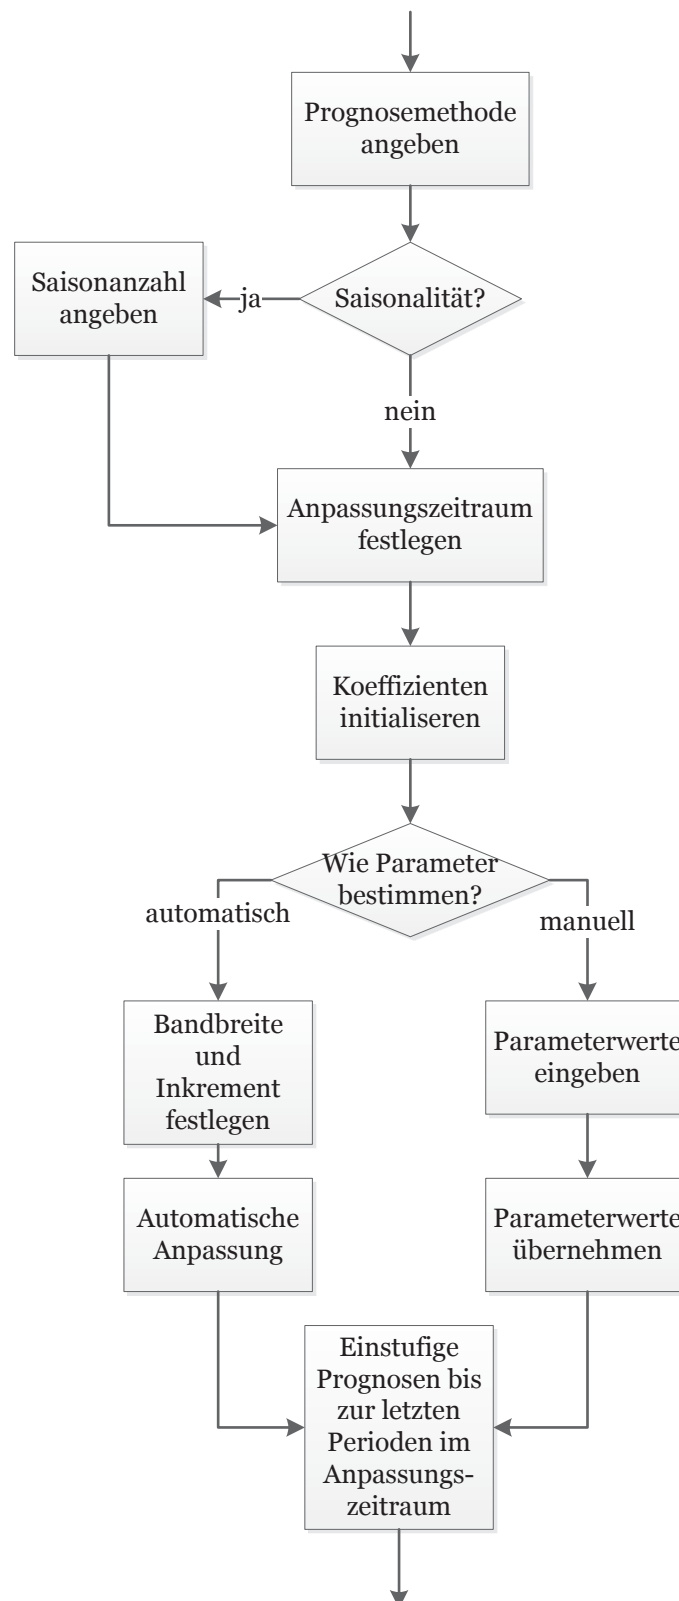 Prognosemethode
angeben
Saisonanzahl
angeben
ja
Saisonalität?
nein
Anpassungszeitraum
festlegen
Koeffizienten
initialiseren
Wie Parameter
bestimmen?
automatisch
manuell
Bandbreite
und
Inkrement
festlegen
Parameterwerte
eingeben
Automatische
Anpassung
Parameterwerte
übernehmen
Einstufige
Prognosen bis
zur letzten
Perioden im
Anpassungs-
zeitraum